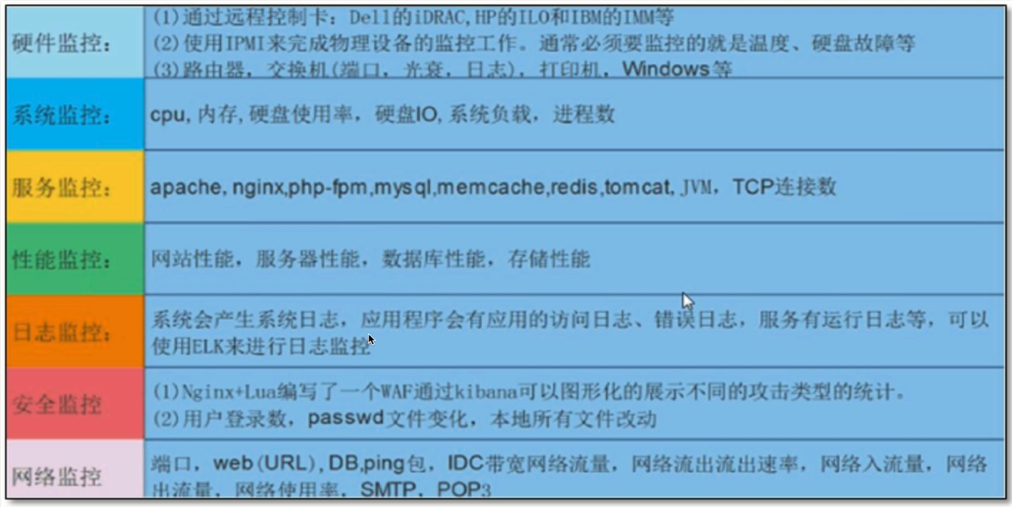 硬件监控：
(1)通过远程控制卡：Dell的iDRAC,HP的ILO和IBM的IMM等
(2)使用IPMI来完成物理设备的监控工作。通常必须要监控的就是温度、硬盘故障等
(3)路由器，交换机(端口，光衰，日志)，打印机，Windows等
系统监控：
cpu,内存,硬盘使用率，硬盘IO,系统负载，进程数
服务监控：
apache, nginx,php-fpm,mysql,memcache,redis,tomcat, JVM，TCP连接数
性能监控：
网站性能，服务器性能，数据库性能，存储性能
日志监控：
系统会产生系统日志，应用程序会有应用的访问日志、错误日志，服务有运行日志等，可以
使用ELK来进行日志监控
安全监控
(1)Nginx+Lua编写了一个WAF通过kibana可以图形化的展示不同的攻击类型的统计。
(2)用户登录数，passwd文件变化，本地所有文件改动
网络监控
端口，web(URL),DB,ping包，IDC带宽网络流量，网络流出流出速率，网络入流量，网络
出流量，网络使用率，SMTP，POP3